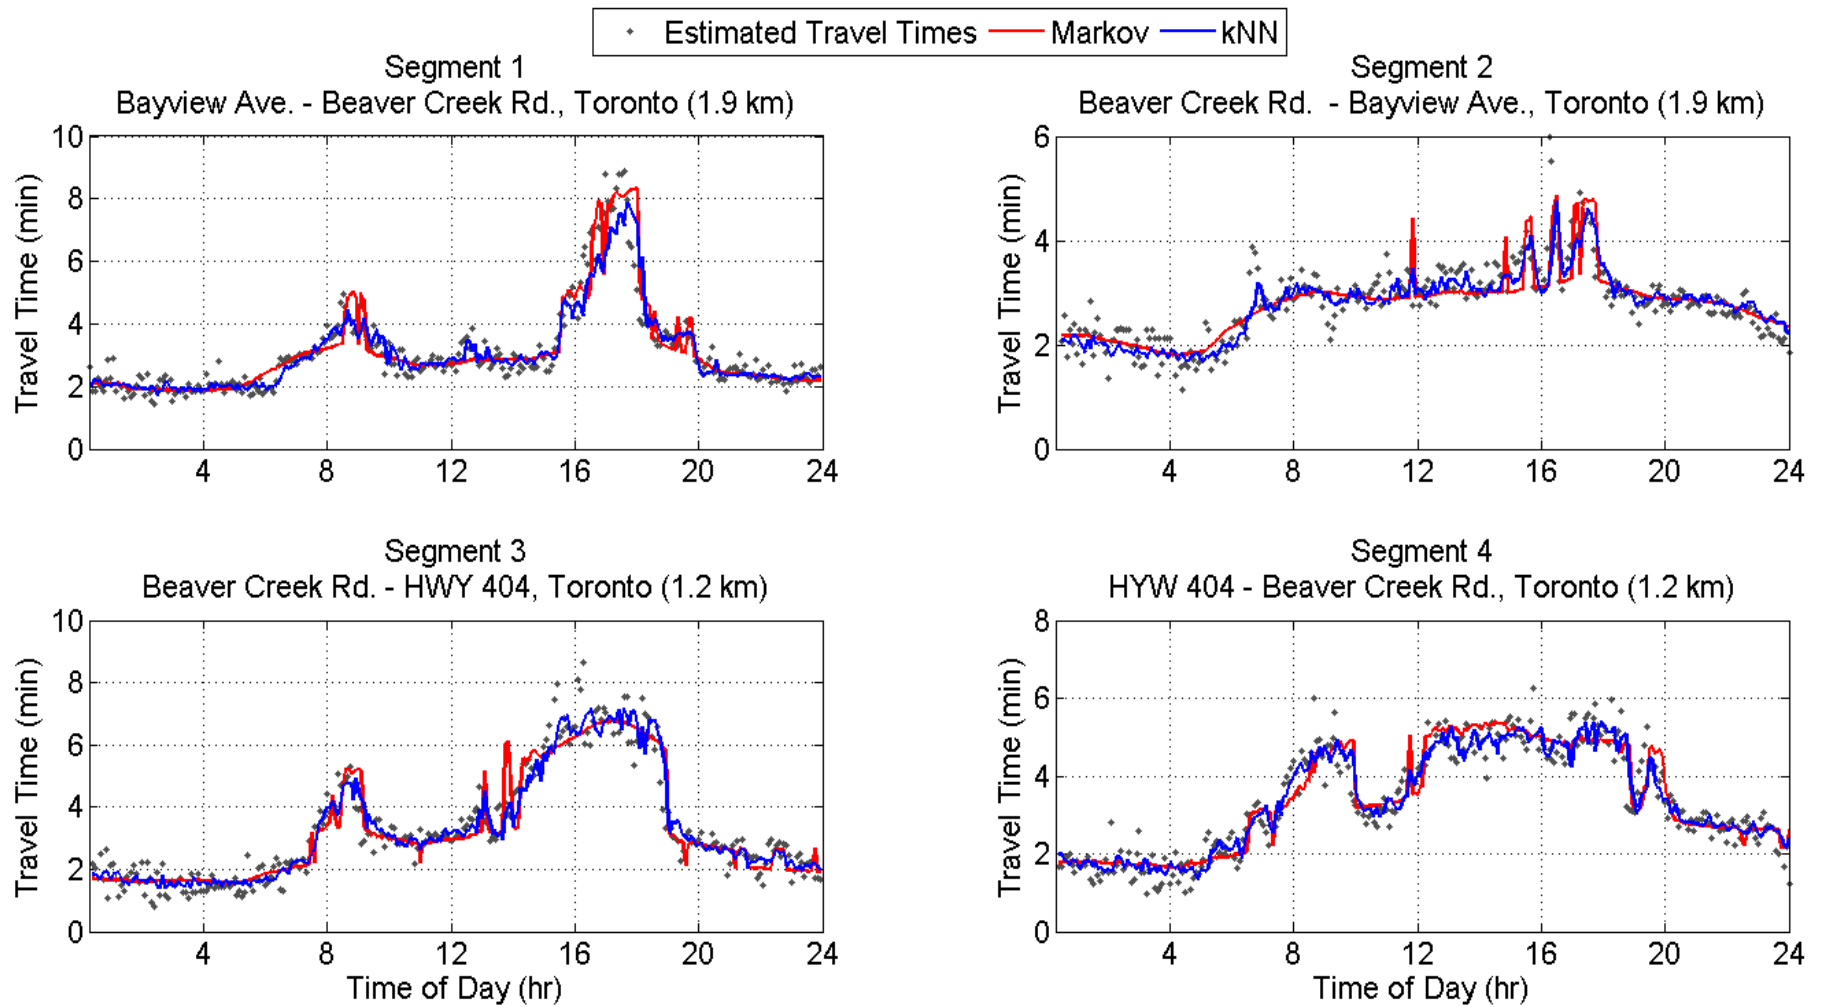 Estimated Travel Times Markov kNN
Segment 1
Bayview Ave. - Beaver Creek Rd., Toronto (1.9 km)
10
8
6
4
2
0
Travel Time (min)
4 8 12 16 20 24
Segment 2
Beaver Creek Rd. - Bayview Ave., Toronto (1.9 km)
6
4
2
0
Travel Time (min)
4 8 12 16 20 24
Segment 3
Beaver Creek Rd. - HWY 404, Toronto (1.2 km)
10
8
6
4
2
0
Travel Time (min)
4 8 12 16 20 24
Time of Day (hr)
Segment 4
HYW 404 - Beaver Creek Rd., Toronto (1.2 km)
8
6
4
2
0
Travel Time (min)
4 8 12 16 20 24
Time of Day (hr)